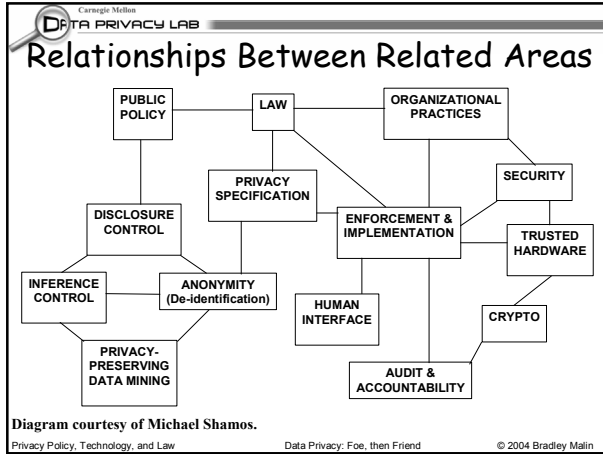 Carnegie Mellon
DATA PRIVACY LAB
Relationships Between Related Areas
PUBLIC
POLICY
LAW
ORGANIZATIONAL
PRACTICES
PRIVACY
SPECIFICATION
SECURITY
DISCLOSURE
CONTROL
ENFORCEMENT &
IMPLEMENTATION
TRUSTED
HARDWARE
INFERENCE
CONTROL
ANONYMITY
(De-identification)
HUMAN
INTERFACE
CRYPTO
PRIVACY-
PRESERVING
DATA MINING
AUDIT &
ACCOUNTABILITY
Diagram courtesy of Michael Shamos.
Privacy Policy, Technology, and Law
Data Privacy: Foe, then Friend
© 2004 Bradley Malin